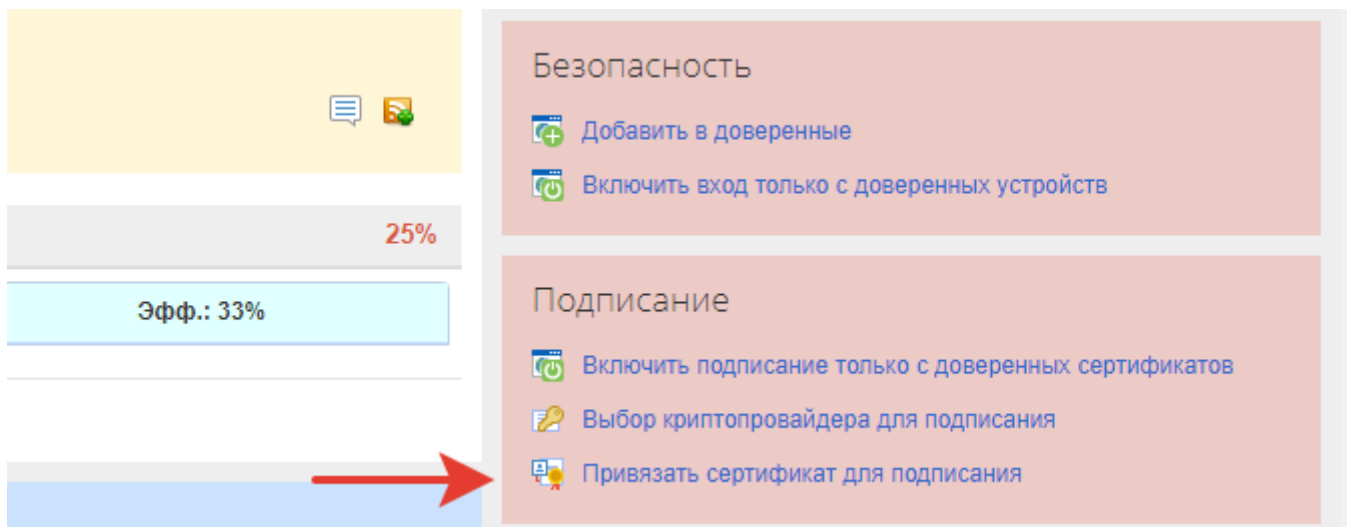 Безопасность
Добавить в доверенные
Включить вход только с доверенных устройств
25%
Эфф.: 33%
Подписание
Включить подписание только с доверенных сертификатов
Выбор криптопровайдера для подписания
Привязать сертификат для подписания